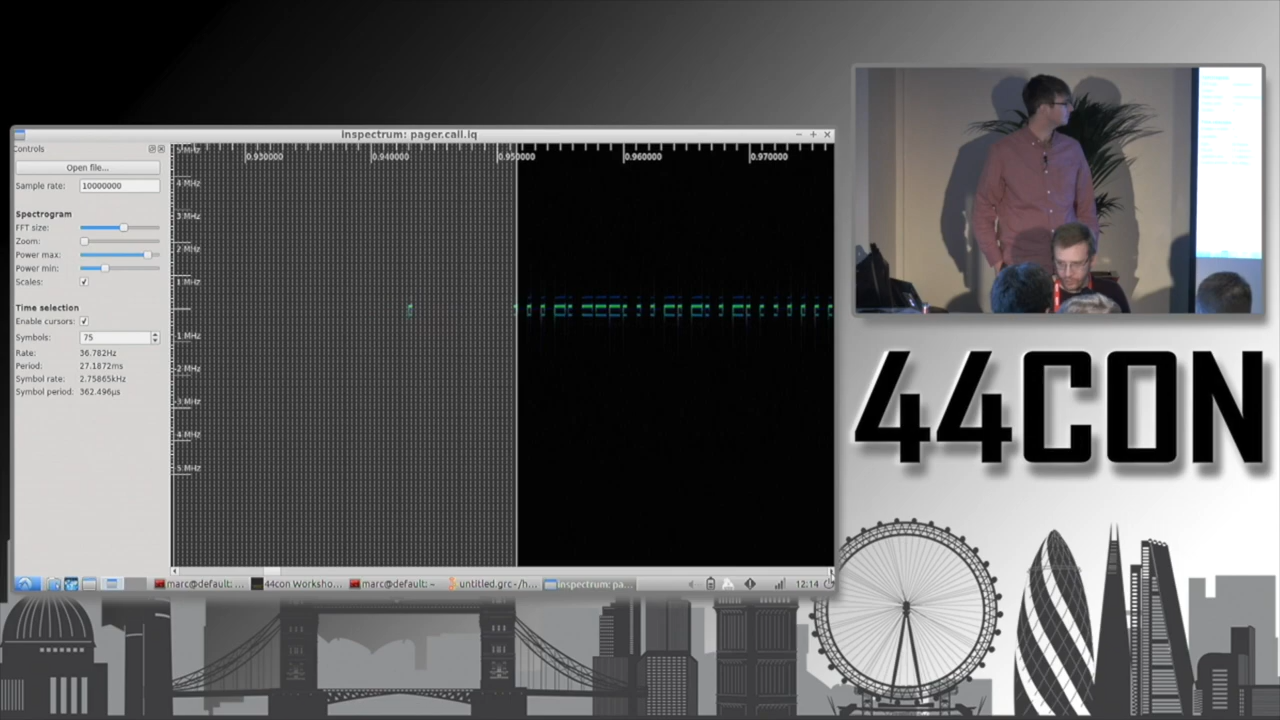 inspectrum: pager.call.iq
Controls
Open file...
Sample rate: 10000000
Spectrogram
FFT size:
Zoom:
Power max:
Power min:
Scales:
Time selection
Enable cursors:
Symbols: 75
Rate: 36.782Hz
Period: 27.1872ms
Symbol rate: 2.75865kHz
Symbol period: 362.496µs
0.930000 0.940000 0.950000 0.960000 0.970000
5 MHz
4 MHz
3 MHz
2 MHz
1 MHz
-1 MHz
-2 MHz
-3 MHz
-4 MHz
-5 MHz
marc@default: ... 44con Worksho... marc@default: ~ untitled.grc - /h... inspectrum: pa... 12:14
44CON